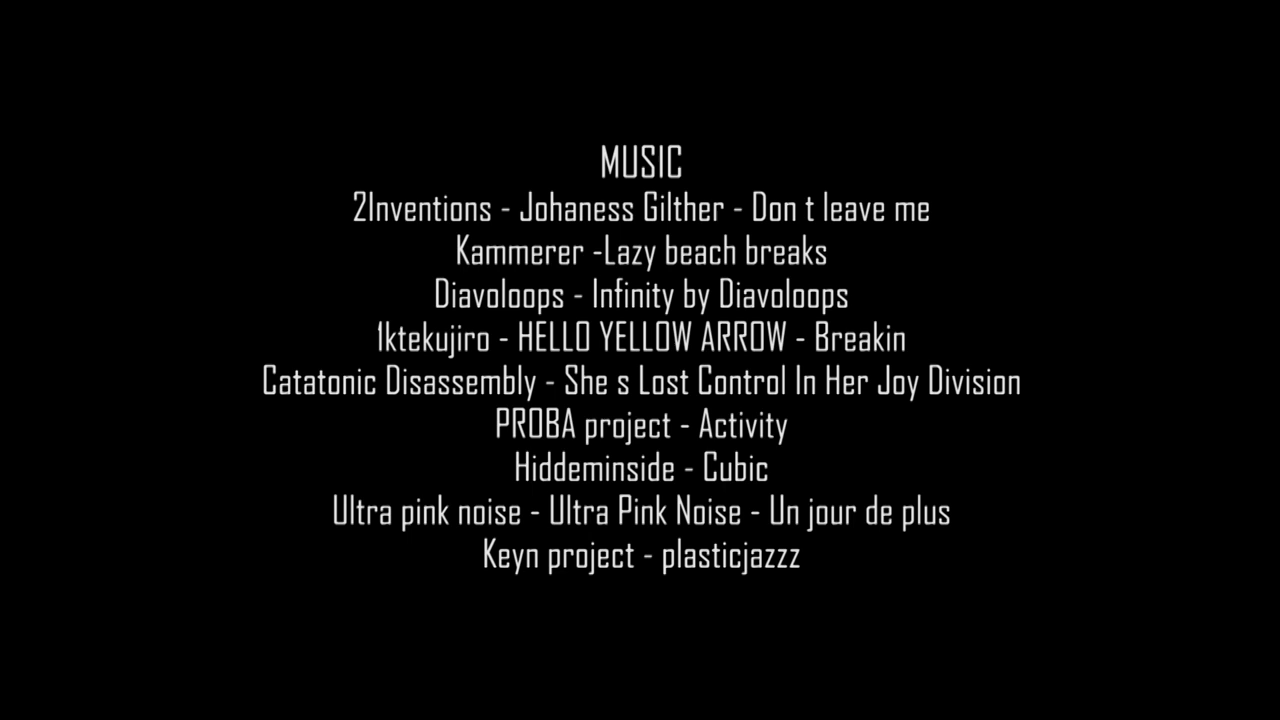 MUSIC
2Inventions - Johaness Gilther - Don t leave me
Kammerer -Lazy beach breaks
Diavoloops - Infinity by Diavoloops
1ktekujiro - HELLO YELLOW ARROW - Breakin
Catatonic Disassembly - She s Lost Control In Her Joy Division
PROBA project - Activity
Hiddeminside - Cubic
Ultra pink noise - Ultra Pink Noise - Un jour de plus
Keyn project - plasticjazzz